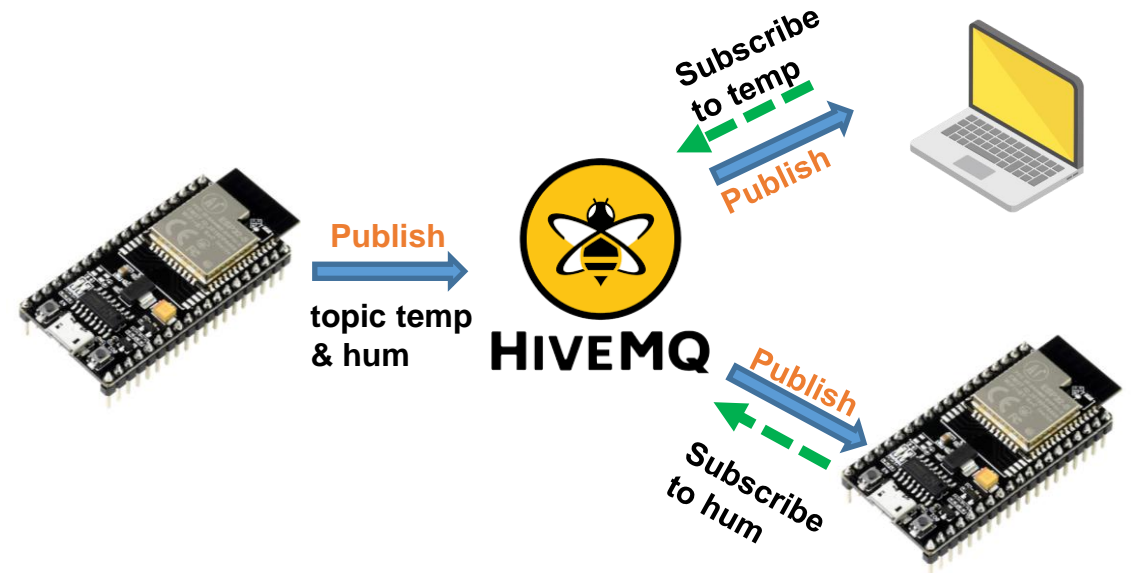 Publish
topic temp
& hum
HIVEMQ
Subscribe
to temp
Publish
Publish
Subscribe
to hum